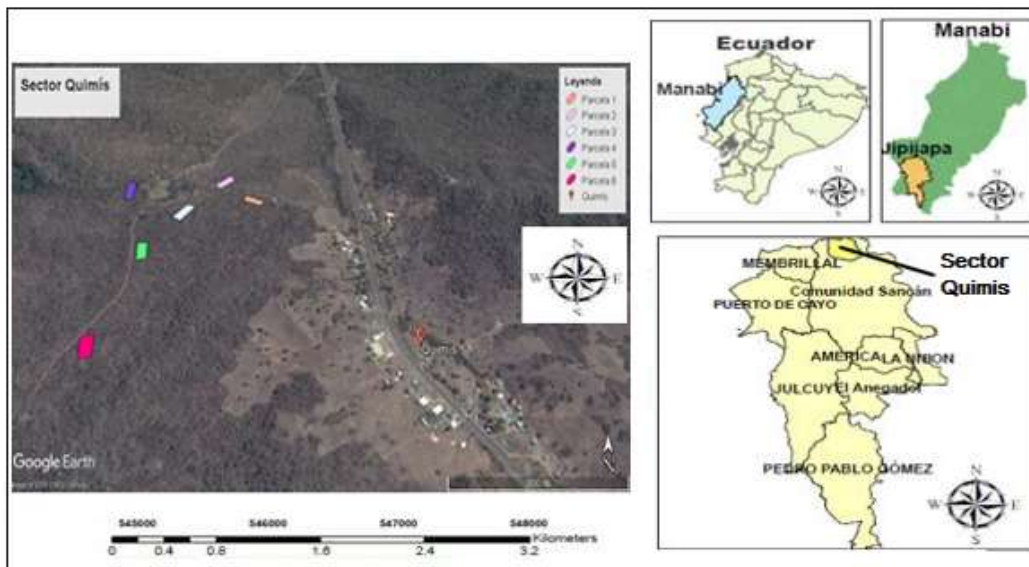 Sector Quimís
Leyenda
Parcela 1
Parcela 2
Parcela 3
Parcela 4
Parcela 5
Parcela 6
Quimis
N
W E
S
Quimis
Google Earth
545000 546000 547000 548000
Kilometers
0 0.4 0.8 1.6 2.4 3.2
Ecuador
Manabi
N
W E
S
Manabi
Jipijapa
N
W E
S
Sector
Quimis
MEMBRILLAL
Comunidad Sancán
PUERTO DE CAYO
AMERICA
LA UNION
JULCUY
El Anegado
PEDRO PABLO GÓMEZ
N
W E
S